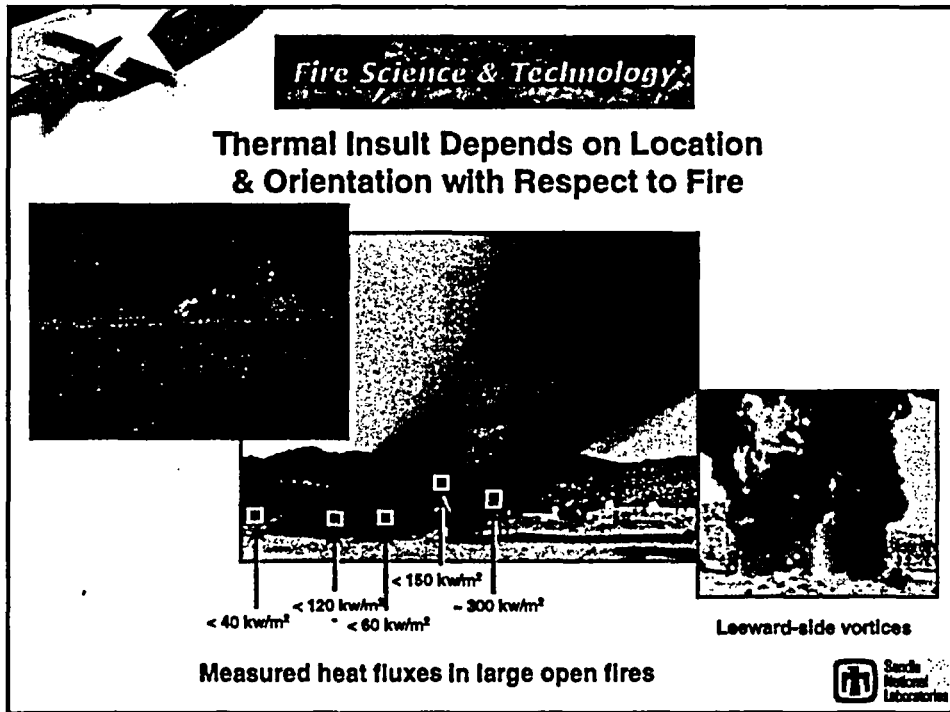 Fire Science & Technology
Thermal Insult Depends on Location
& Orientation with Respect to Fire
< 40 kw/m²
< 120 kw/m²
< 60 kw/m²
< 150 kw/m²
~ 300 kw/m²
Leeward-side vortices
Measured heat fluxes in large open fires
Sandia
National
Laboratories